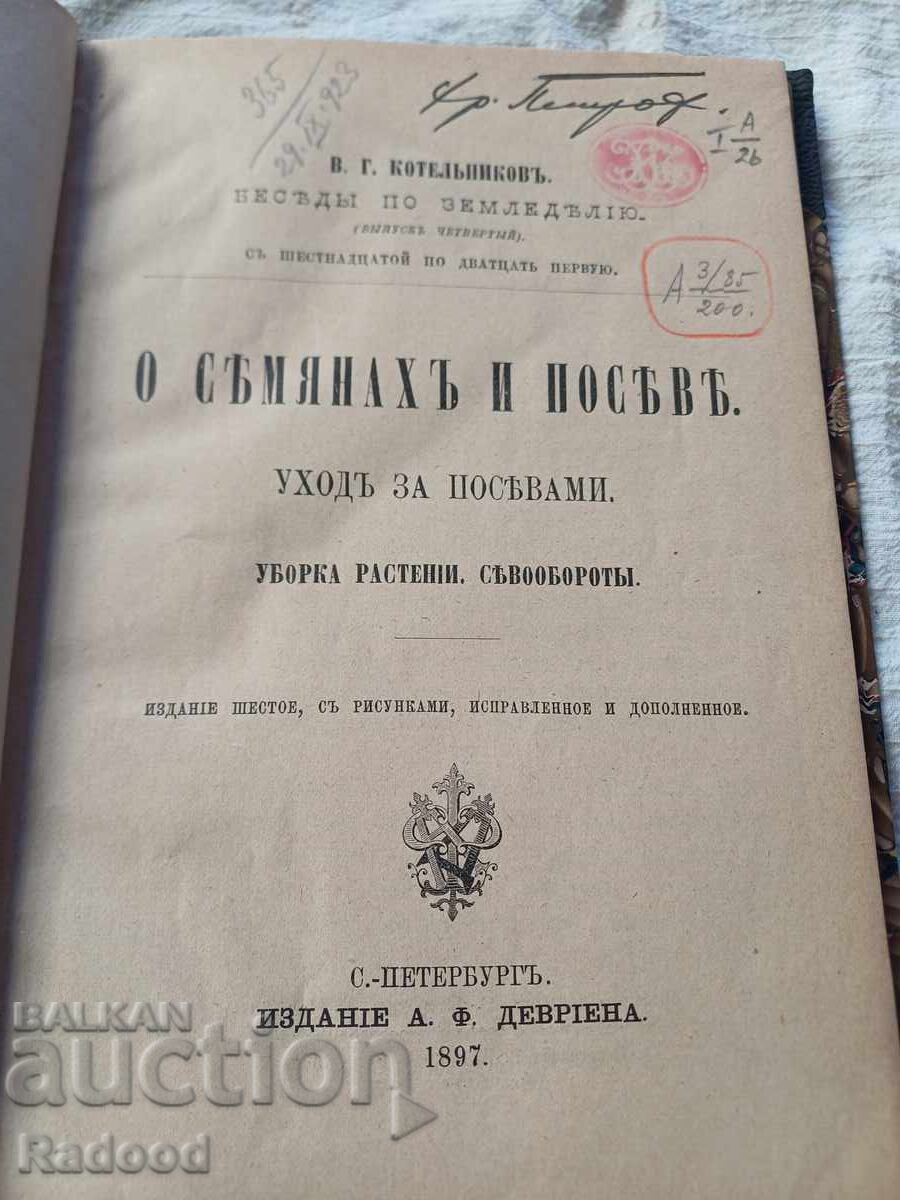 365
29.IX.923
Хр. Петров.
I A
I 26
В. Г. КОТЕЛЬНИКОВЪ.
БЕСѢДЫ ПО ЗЕМЛЕДѢЛІЮ.
(ВЫПУСКЪ ЧЕТВЕРТЫЙ).
СЪ ШЕСТНАДЦАТОЙ ПО ДВАТЦАТЬ ПЕРВУЮ.
А 3/85
200.
О СѢМЯНАХЪ И ПОСѢВѢ.
УХОДЪ ЗА ПОСѢВАМИ.
УБОРКА РАСТЕНІИ. СѢВООБОРОТЫ.
ИЗДАНІЕ ШЕСТОЕ, СЪ РИСУНКАМИ, ИСПРАВЛЕННОЕ И ДОПОЛНЕННОЕ.
С.-ПЕТЕРБУРГЪ.
ИЗДАНІЕ А. Ф. ДЕВРІЕНА.
1897.
BALKAN
auction
Radood